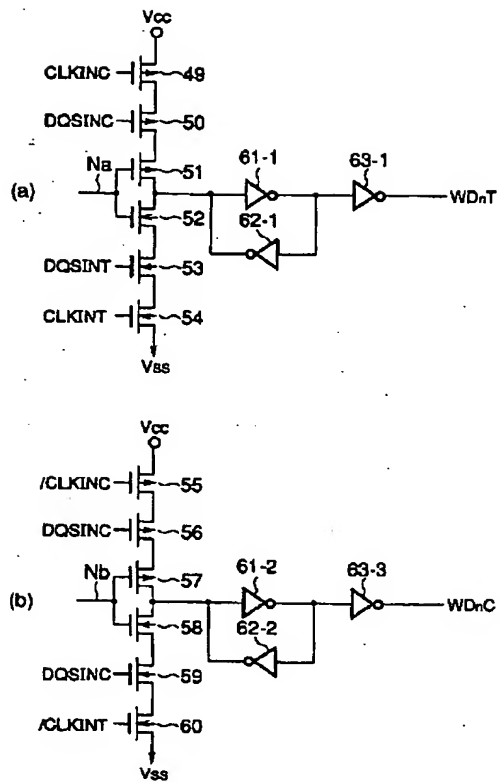 Vcc
CLKINC 49
DQSINC 50
Na 51 61-1 63-1
(a) WDnT
52 62-1
DQSINT 53
CLKINT 54
Vss
Vcc
/CLKINC 55
DQSINC 56
Nb 57 61-2 63-3
(b) WDnC
58 62-2
DQSINC 59
/CLKINT 60
Vss